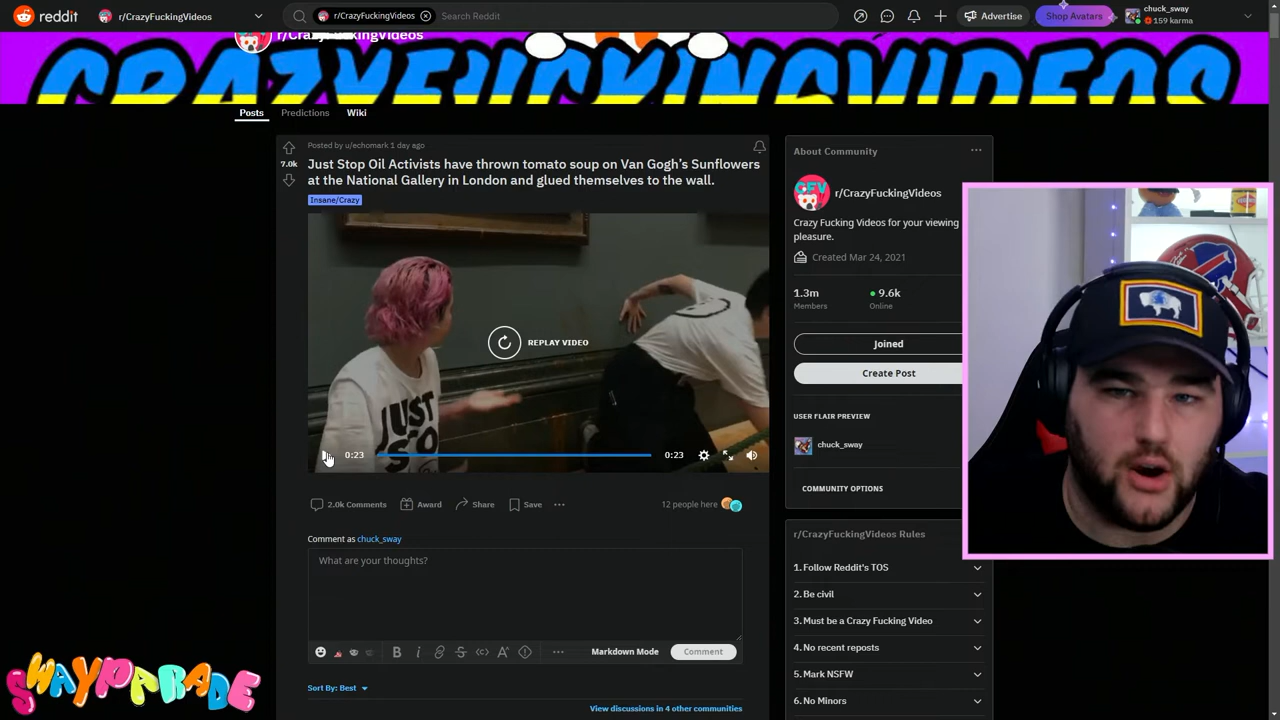 reddit
r/CrazyFuckingVideos
r/CrazyFuckingVideos
Search Reddit
Advertise
Shop Avatars
chuck_sway
159 karma
r/CrazyFuckingVideos
CRAZYFUCKINGVIDEOS
Posts
Predictions
Wiki
7.0k
Posted by u/echomark 1 day ago
Just Stop Oil Activists have thrown tomato soup on Van Gogh's Sunflowers
at the National Gallery in London and glued themselves to the wall.
Insane/Crazy
REPLAY VIDEO
JUST
0:23
0:23
2.0k Comments
Award
Share
Save
12 people here
Comment as chuck_sway
What are your thoughts?
B
i
Markdown Mode
Comment
Sort By: Best
View discussions in 4 other communities
About Community
CFV
r/CrazyFuckingVideos
Crazy Fucking Videos for your viewing
pleasure.
Created Mar 24, 2021
1.3m
9.6k
Members
Online
Joined
Create Post
USER FLAIR PREVIEW
chuck_sway
COMMUNITY OPTIONS
r/CrazyFuckingVideos Rules
1. Follow Reddit's TOS
2. Be civil
3. Must be a Crazy Fucking Video
4. No recent reposts
5. Mark NSFW
6. No Minors
SWAYPARADE